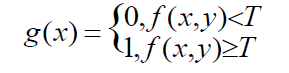 g(x) = {0, f(x,y)<T
1, f(x,y)≥T